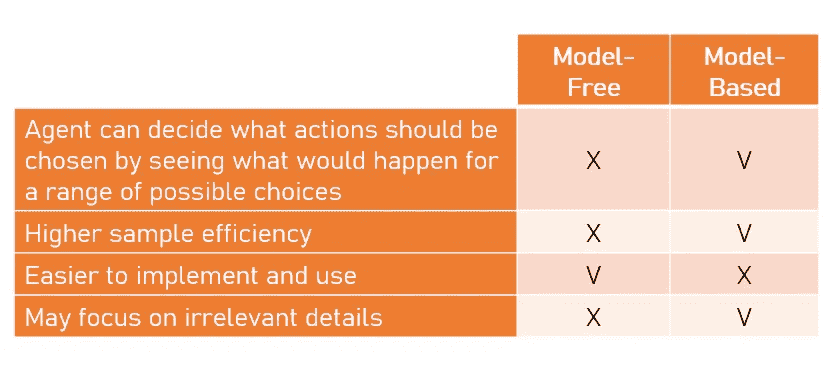 Model-
Free
Model-
Based
Agent can decide what actions should be
chosen by seeing what would happen for
a range of possible choices
X
V
Higher sample efficiency
X
V
Easier to implement and use
V
X
May focus on irrelevant details
X
V